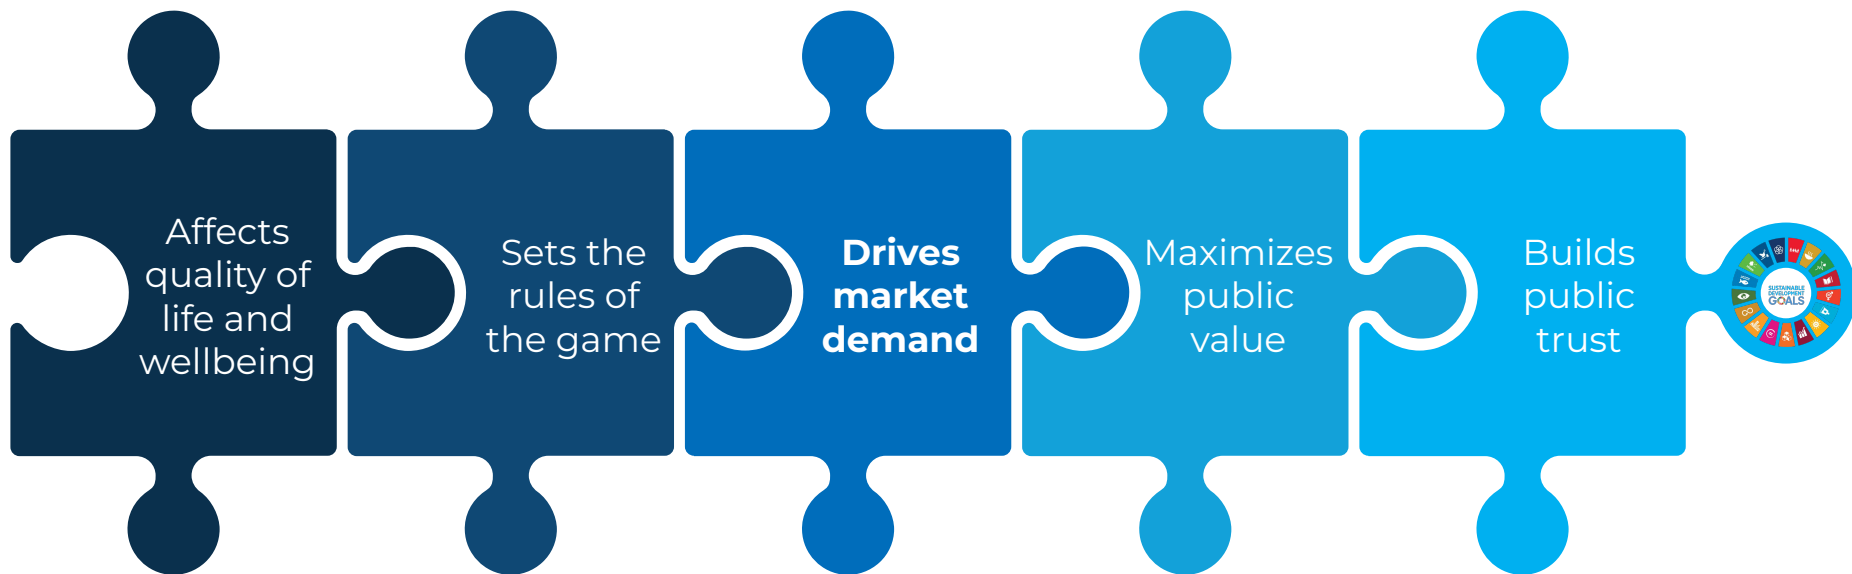 Affects
quality of
life and
wellbeing
Sets the
rules of
the game
Drives
market
demand
Maximizes
public
value
Builds
public
trust
SUSTAINABLE
DEVELOPMENT
GOALS